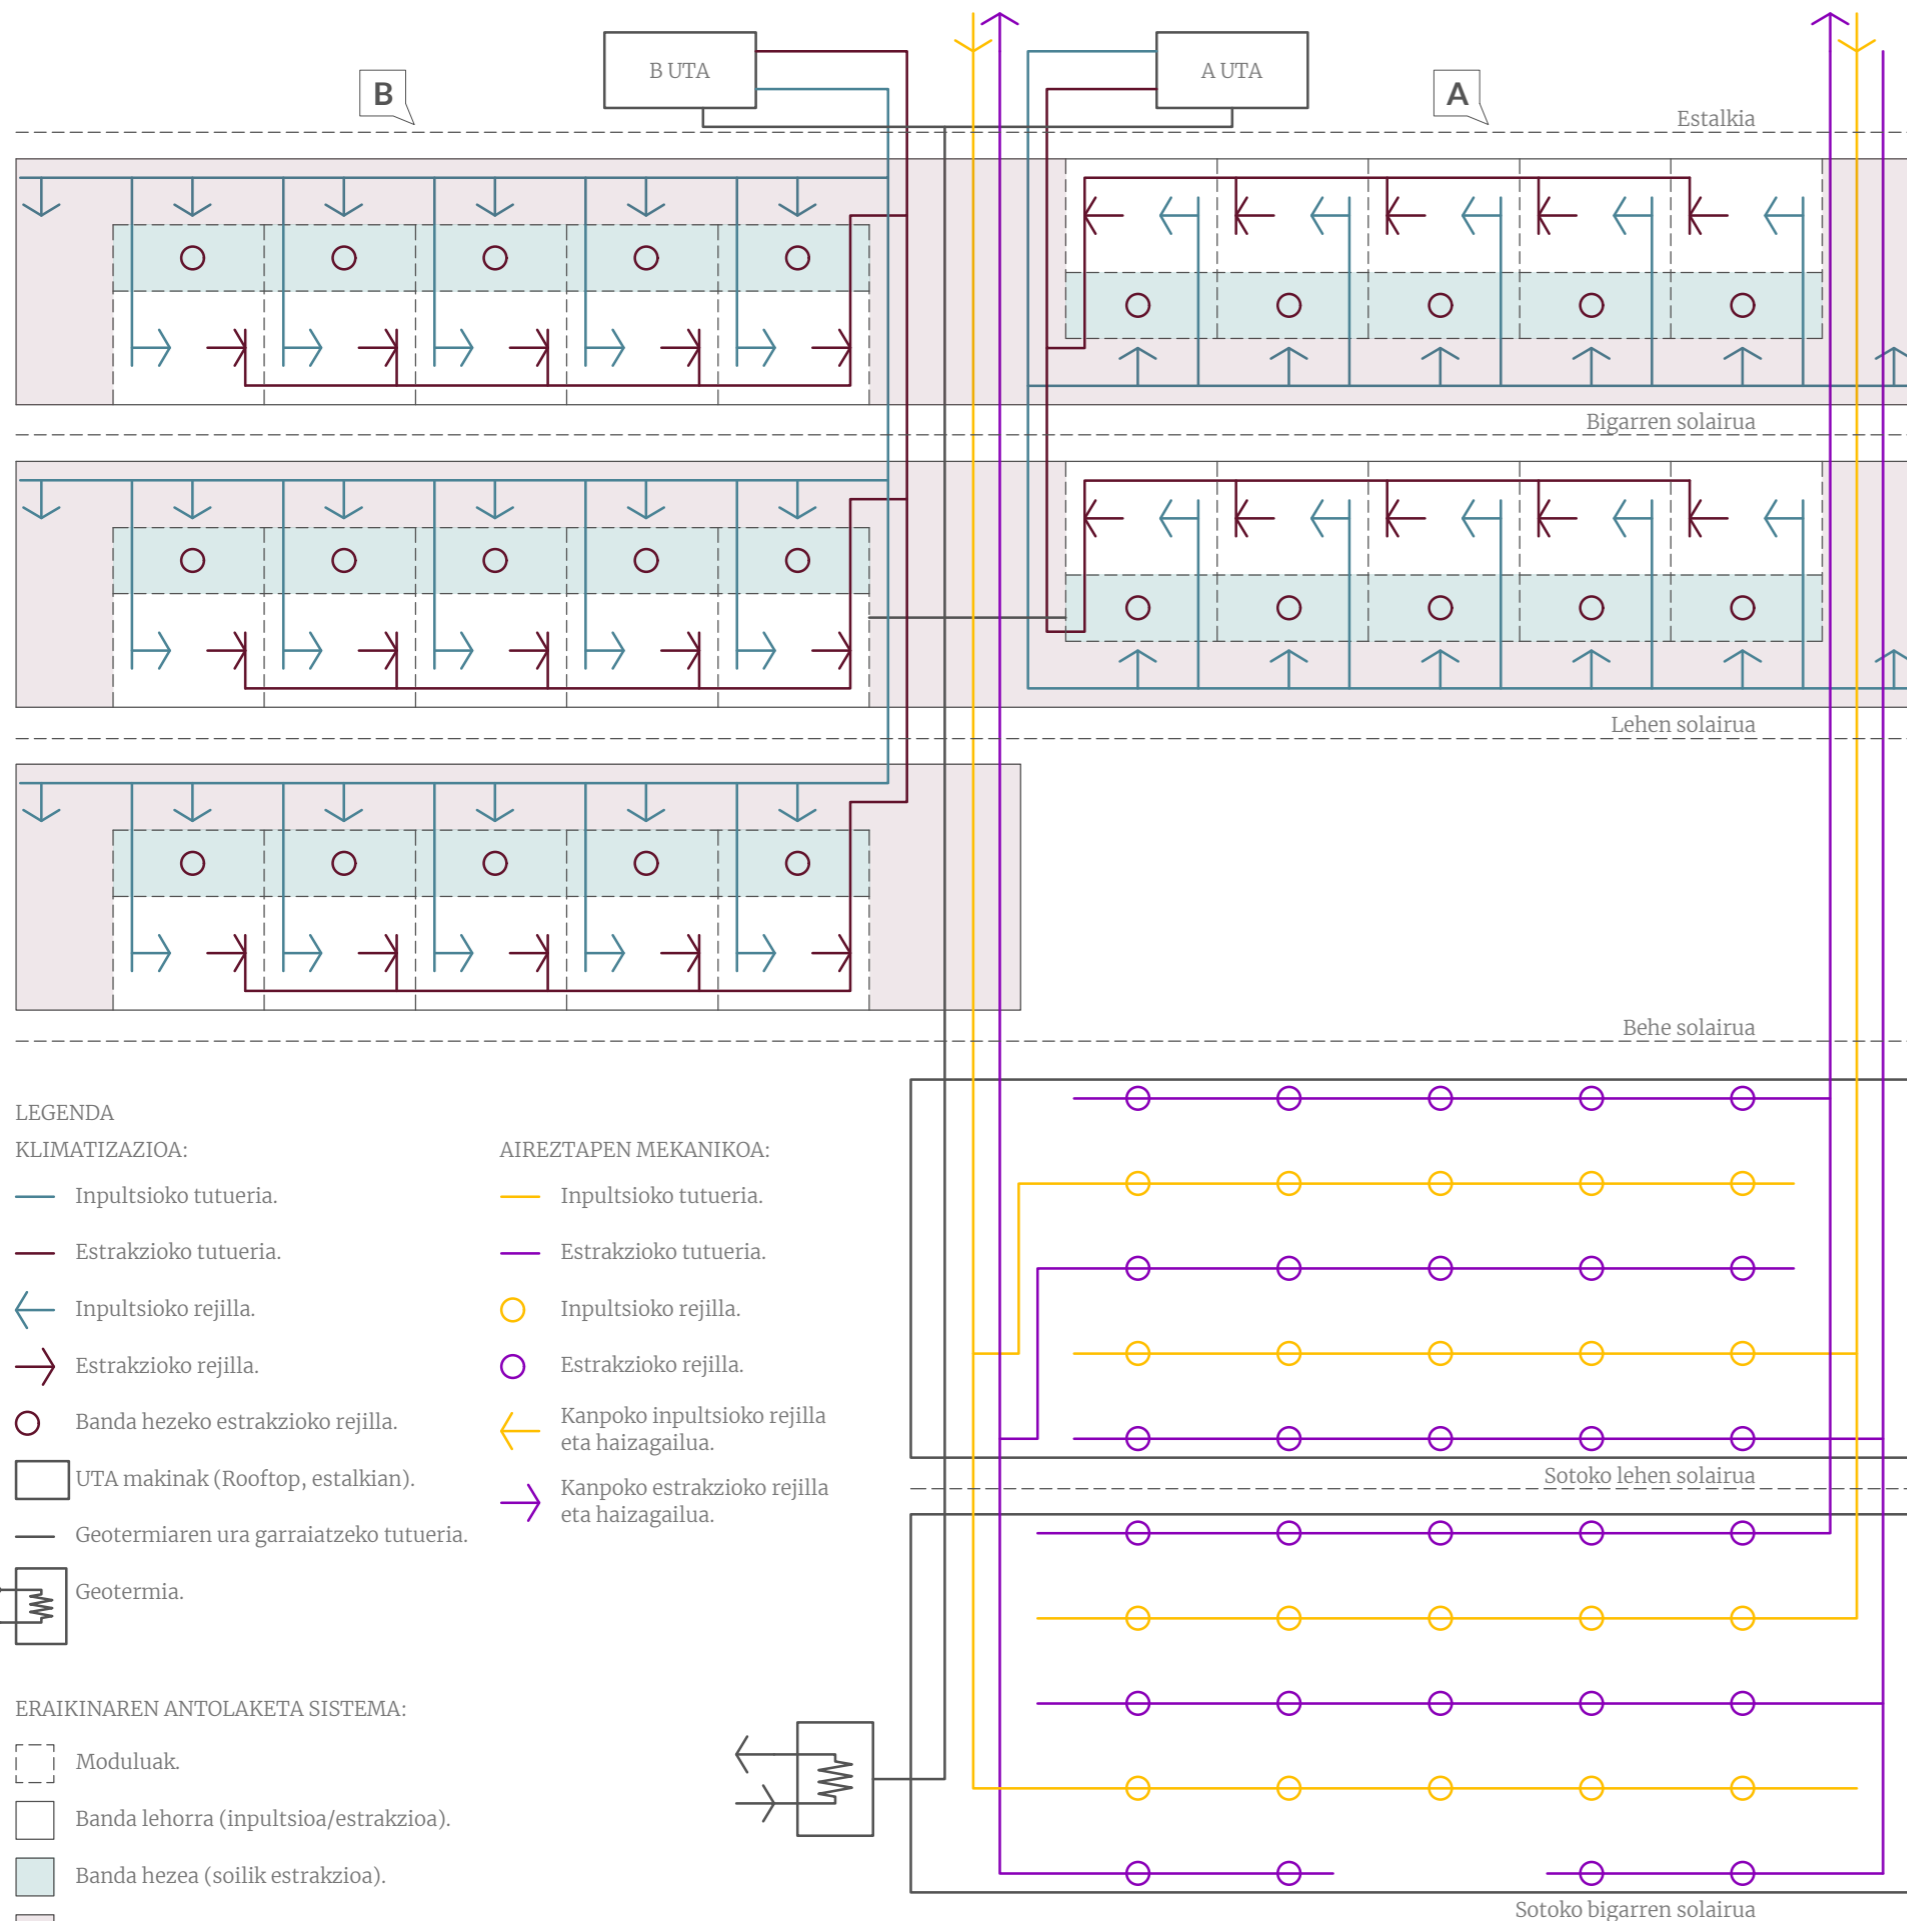 B UTA
A UTA
B
A
Estalkia
Bigarren solairua
Lehen solairua
Behe solairua
LEGENDA
KLIMATIZAZIOA:
Inpultsioko tutueria.
Estrakzioko tutueria.
Inpultsioko rejilla.
Estrakzioko rejilla.
Banda hezeko estrakzioko rejilla.
UTA makinak (Rooftop, estalkian).
Geotermiaren ura garraiatzeko tutueria.
Geotermia.
AIREZTAPEN MEKANIKOA:
Inpultsioko tutueria.
Estrakzioko tutueria.
Inpultsioko rejilla.
Estrakzioko rejilla.
Kanpoko inpultsioko rejilla
eta haizagailua.
Kanpoko estrakzioko rejilla
eta haizagailua.
Sotoko lehen solairua
ERAIKINAREN ANTOLAKETA SISTEMA:
Moduluak.
Banda lehorra (inpultsioa/estrakzioa).
Banda hezea (soilik estrakzioa).
Sotoko bigarren solairua